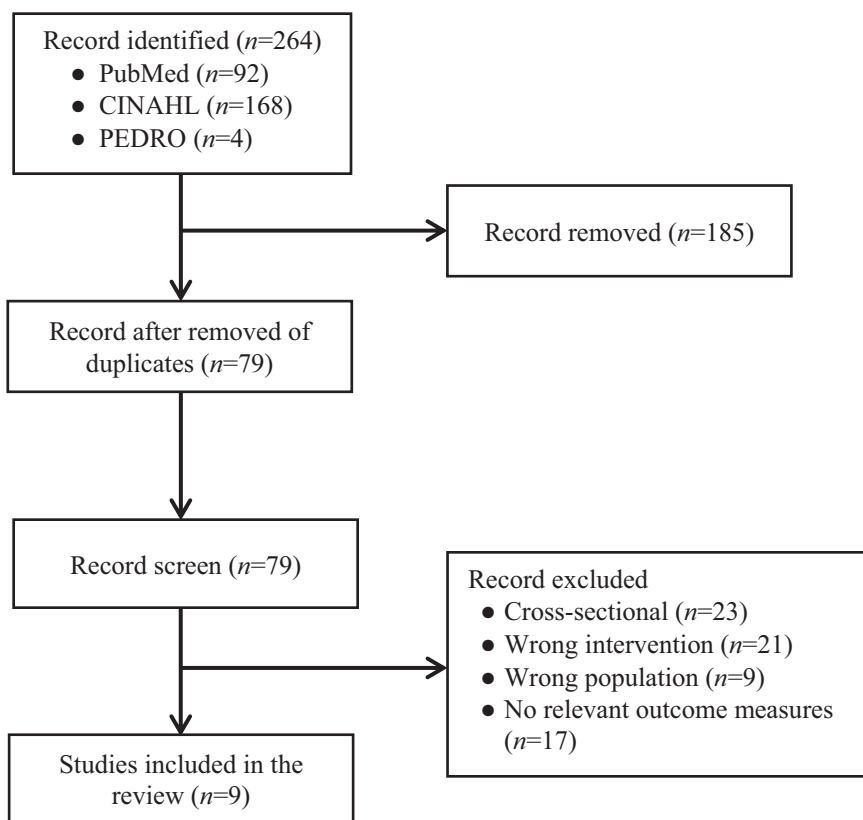 Record identified (n=264)
● PubMed (n=92)
● CINAHL (n=168)
● PEDRO (n=4)
Record removed (n=185)
Record after removed of
duplicates (n=79)
Record screen (n=79)
Record excluded
● Cross-sectional (n=23)
● Wrong intervention (n=21)
● Wrong population (n=9)
● No relevant outcome measures
(n=17)
Studies included in the
review (n=9)